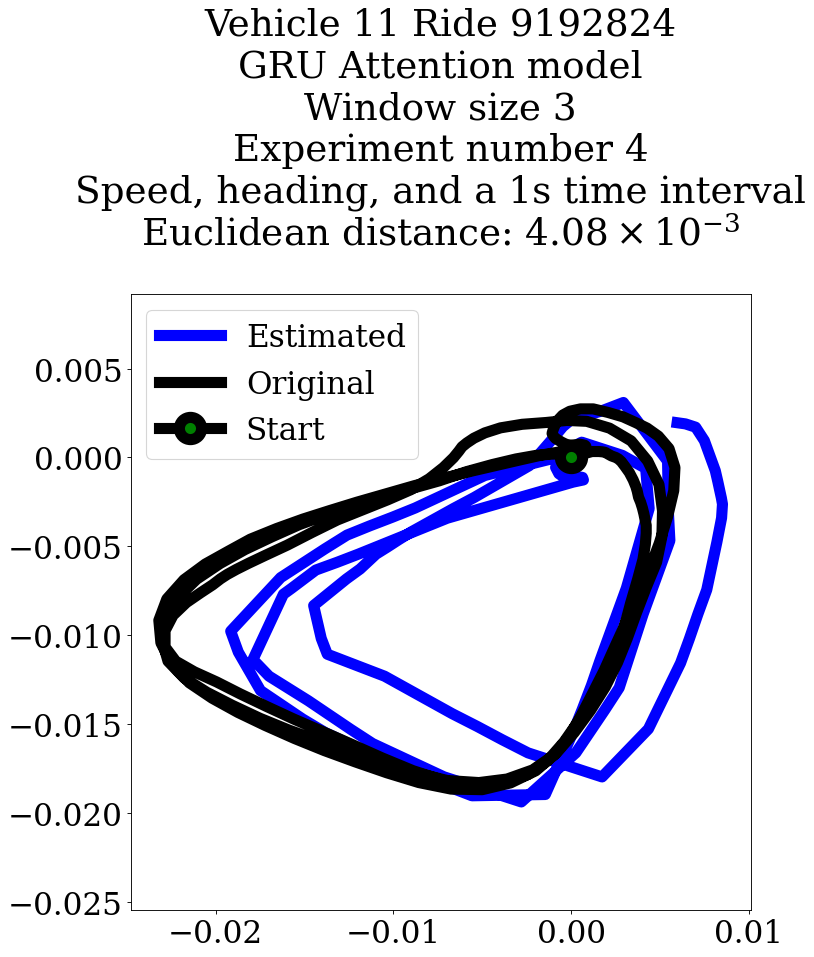 Vehicle 11 Ride 9192824
GRU Attention model
Window size 3
Experiment number 4
Speed, heading, and a 1s time interval
Euclidean distance: 4.08 × 10⁻³
Estimated
Original
Start
0.005
0.000
−0.005
−0.010
−0.015
−0.020
−0.025
−0.02
−0.01
0.00
0.01